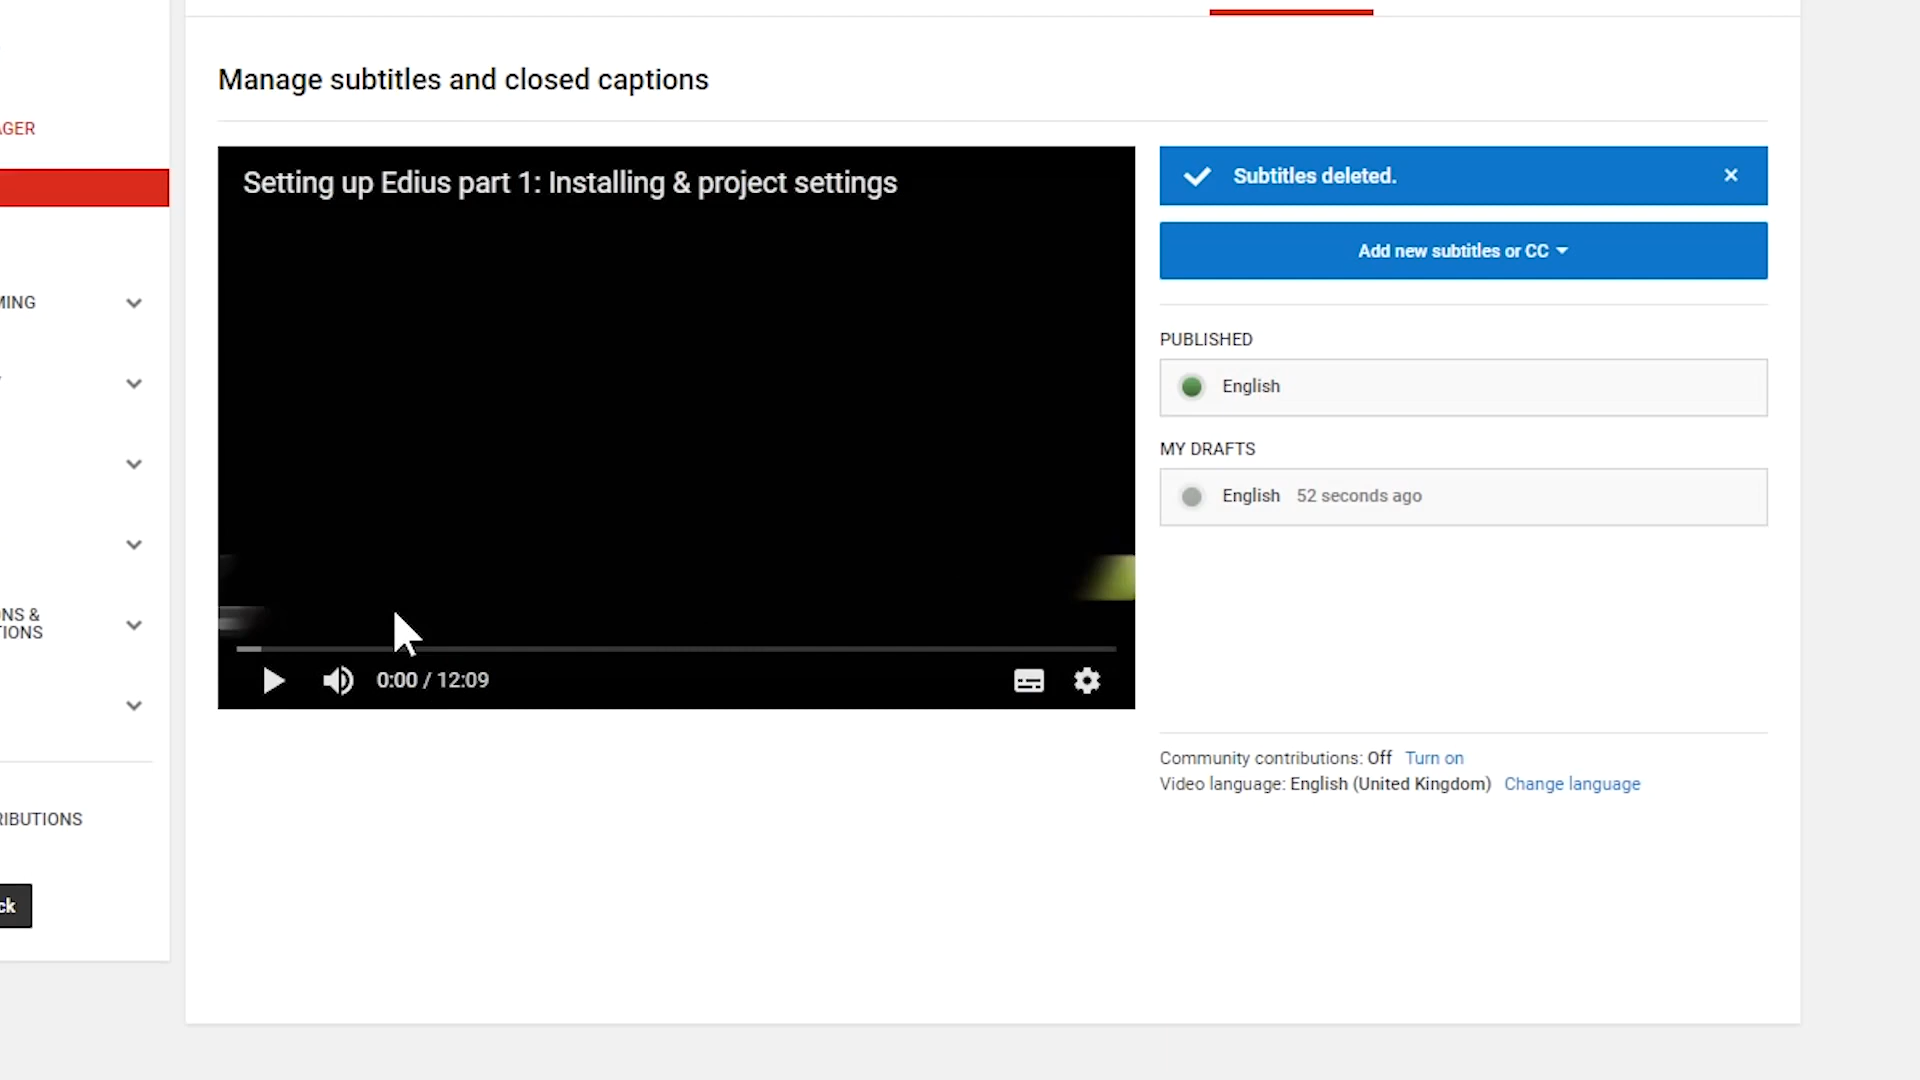 Manage subtitles and closed captions
AGER
Setting up Edius part 1: Installing & project settings
Subtitles deleted.
Add new subtitles or CC
MING
PUBLISHED
English
MY DRAFTS
English 52 seconds ago
NS &
TIONS
0:00 / 12:09
Community contributions: Off Turn on
Video language: English (United Kingdom) Change language
RIBUTIONS
ck